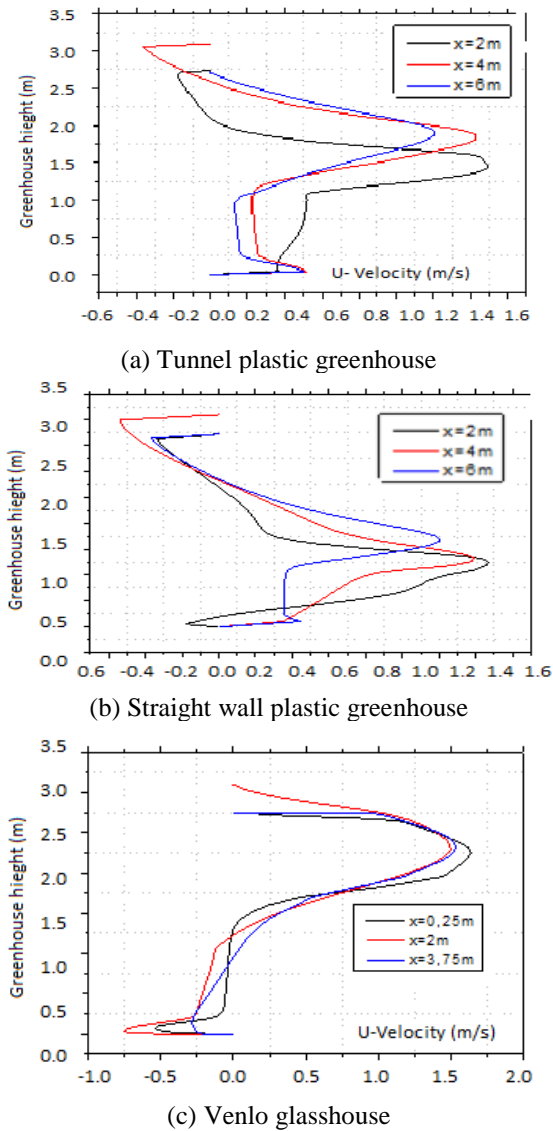 3.5
3.0
2.5
2.0
1.5
1.0
0.5
0.0
Greenhouse hieght (m)
x=2m
x=4m
x=6m
U- Velocity (m/s)
-0.6 -0.4 -0.2 0.0 0.2 0.4 0.6 0.8 1.0 1.2 1.4 1.6
(a) Tunnel plastic greenhouse
3.5
3.0
2.5
2.0
1.5
1.0
0.5
0.0
Greenhouse hieght (m)
x=2m
x=4m
x=6m
0.6 -0.4 -0.2 0.0 0.2 0.4 0.6 0.8 1.0 1.2 1.4 1.6
(b) Straight wall plastic greenhouse
3.5
3.0
2.5
2.0
1.5
1.0
0.5
0.0
Greenhouse hieght (m)
x=0,25m
x=2m
x=3,75m
U-Velocity (m/s)
-1.0 -0.5 0.0 0.5 1.0 1.5 2.0
(c) Venlo glasshouse